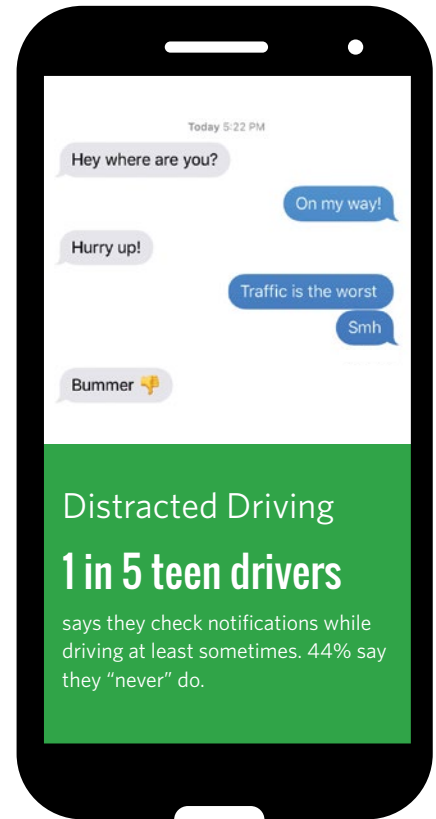 Today 5:22 PM
Hey where are you?
On my way!
Hurry up!
Traffic is the worst
Smh
Bummer 👎
Distracted Driving
1 in 5 teen drivers
says they check notifications while
driving at least sometimes. 44% say
they “never” do.